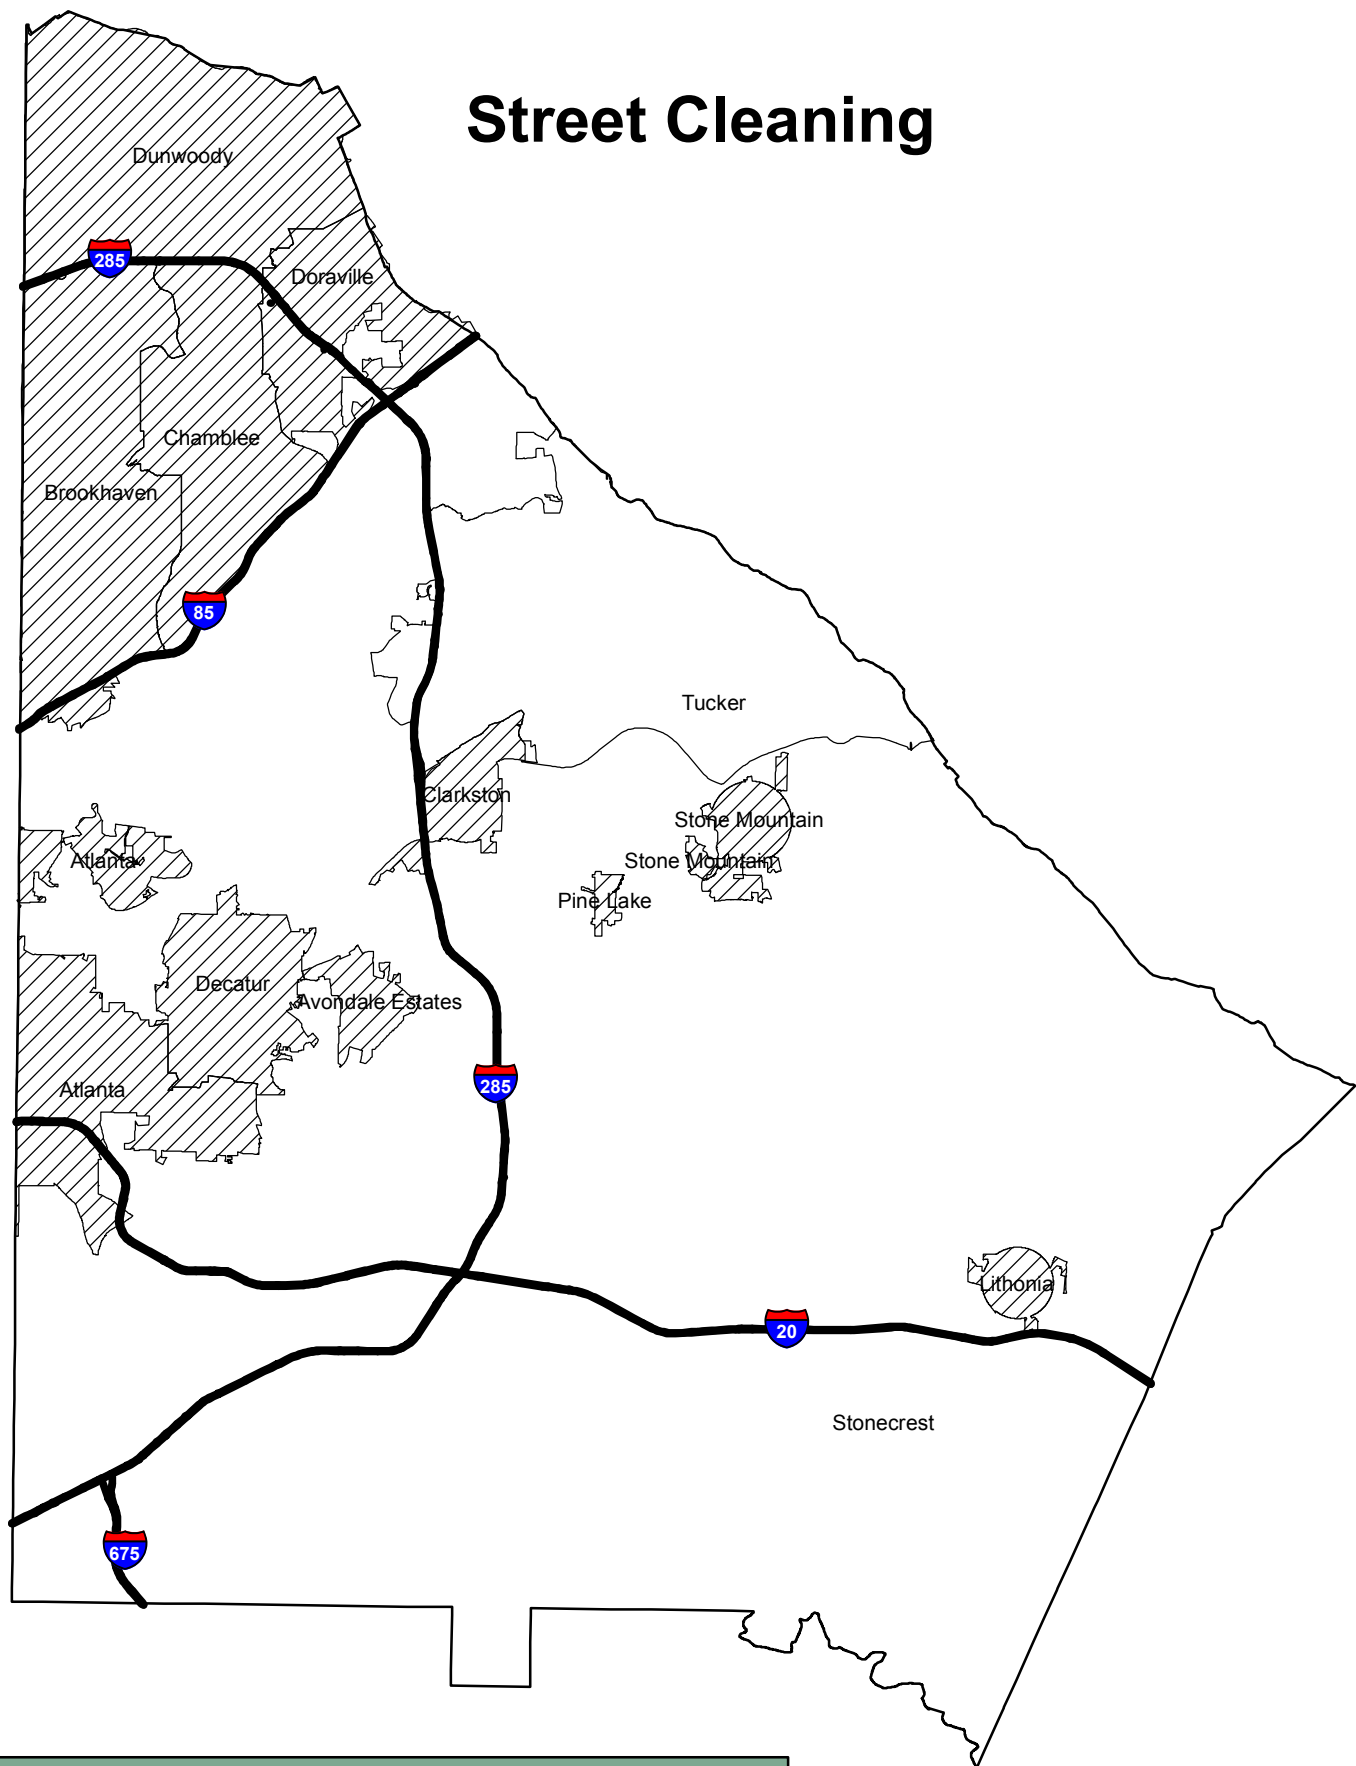 Street Cleaning
Dunwoody
285
Doraville
Chamblee
Brookhaven
85
Tucker
Clarkston
Stone Mountain
Atlanta
Stone Mountain
Pine Lake
Decatur
Avondale Estates
285
Atlanta
Lithonia
20
Stonecrest
675